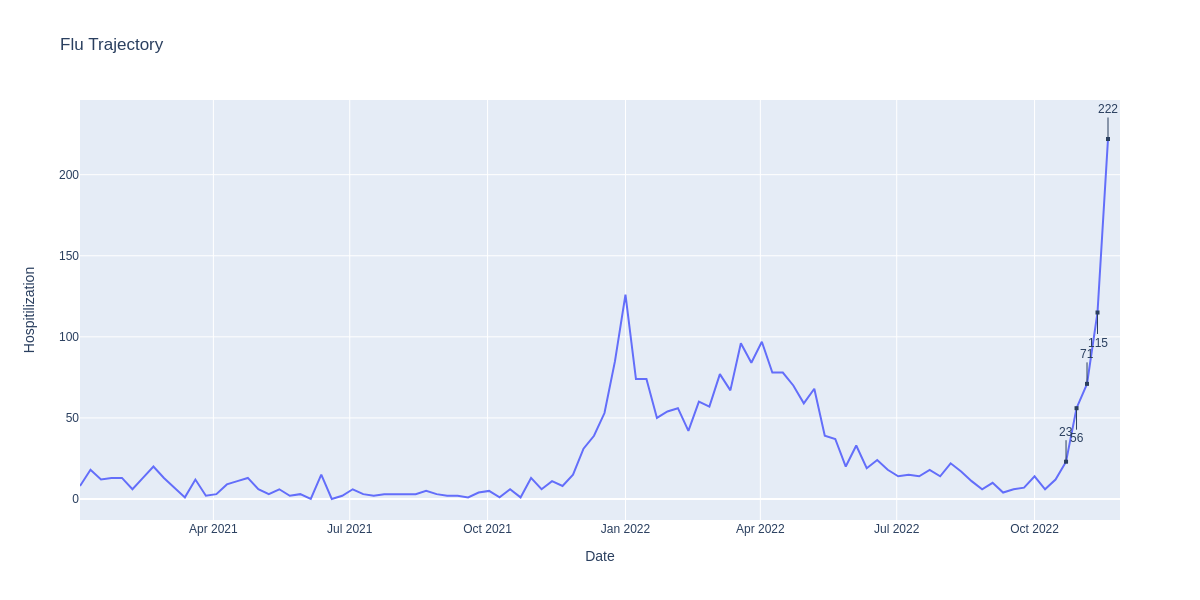 Flu Trajectory
222
200
150
115
100
71
50
23
56
0
Hospitilization
Apr 2021
Jul 2021
Oct 2021
Jan 2022
Apr 2022
Jul 2022
Oct 2022
Date